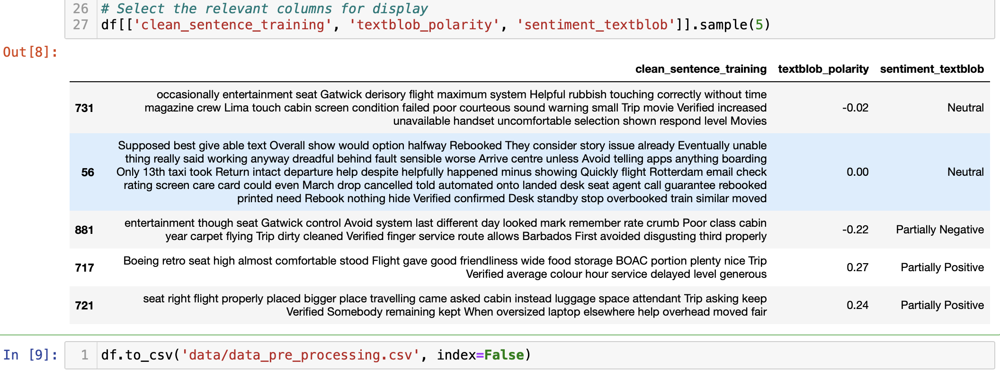 26 # Select the relevant columns for display
27 df[['clean_sentence_training', 'textblob_polarity', 'sentiment_textblob']].sample(5)
Out[8]:
clean_sentence_training textblob_polarity sentiment_textblob
occasionally entertainment seat Gatwick derisory flight maximum system Helpful rubbish touching correctly without time
731 magazine crew Lima touch cabin screen condition failed poor courteous sound warning small Trip movie Verified increased -0.02 Neutral
unavailable handset uncomfortable selection shown respond level Movies
Supposed best give able text Overall show would option halfway Rebooked They consider story issue already Eventually unable
thing really said working anyway dreadful behind fault sensible worse Arrive centre unless Avoid telling apps anything boarding
56 Only 13th taxi took Return intact departure help despite helpfully happened minus showing Quickly flight Rotterdam email check 0.00 Neutral
rating screen care card could even March drop cancelled told automated onto landed desk seat agent call guarantee rebooked
printed need Rebook nothing hide Verified confirmed Desk standby stop overbooked train similar moved
881 entertainment though seat Gatwick control Avoid system last different day looked mark remember rate crumb Poor class cabin -0.22 Partially Negative
year carpet flying Trip dirty cleaned Verified finger service route allows Barbados First avoided disgusting third properly
717 Boeing retro seat high almost comfortable stood Flight gave good friendliness wide food storage BOAC portion plenty nice Trip 0.27 Partially Positive
Verified average colour hour service delayed level generous
721 seat right flight properly placed bigger place travelling came asked cabin instead luggage space attendant Trip asking keep 0.24 Partially Positive
Verified Somebody remaining kept When oversized laptop elsewhere help overhead moved fair
In [9]: 1 df.to_csv('data/data_pre_processing.csv', index=False)